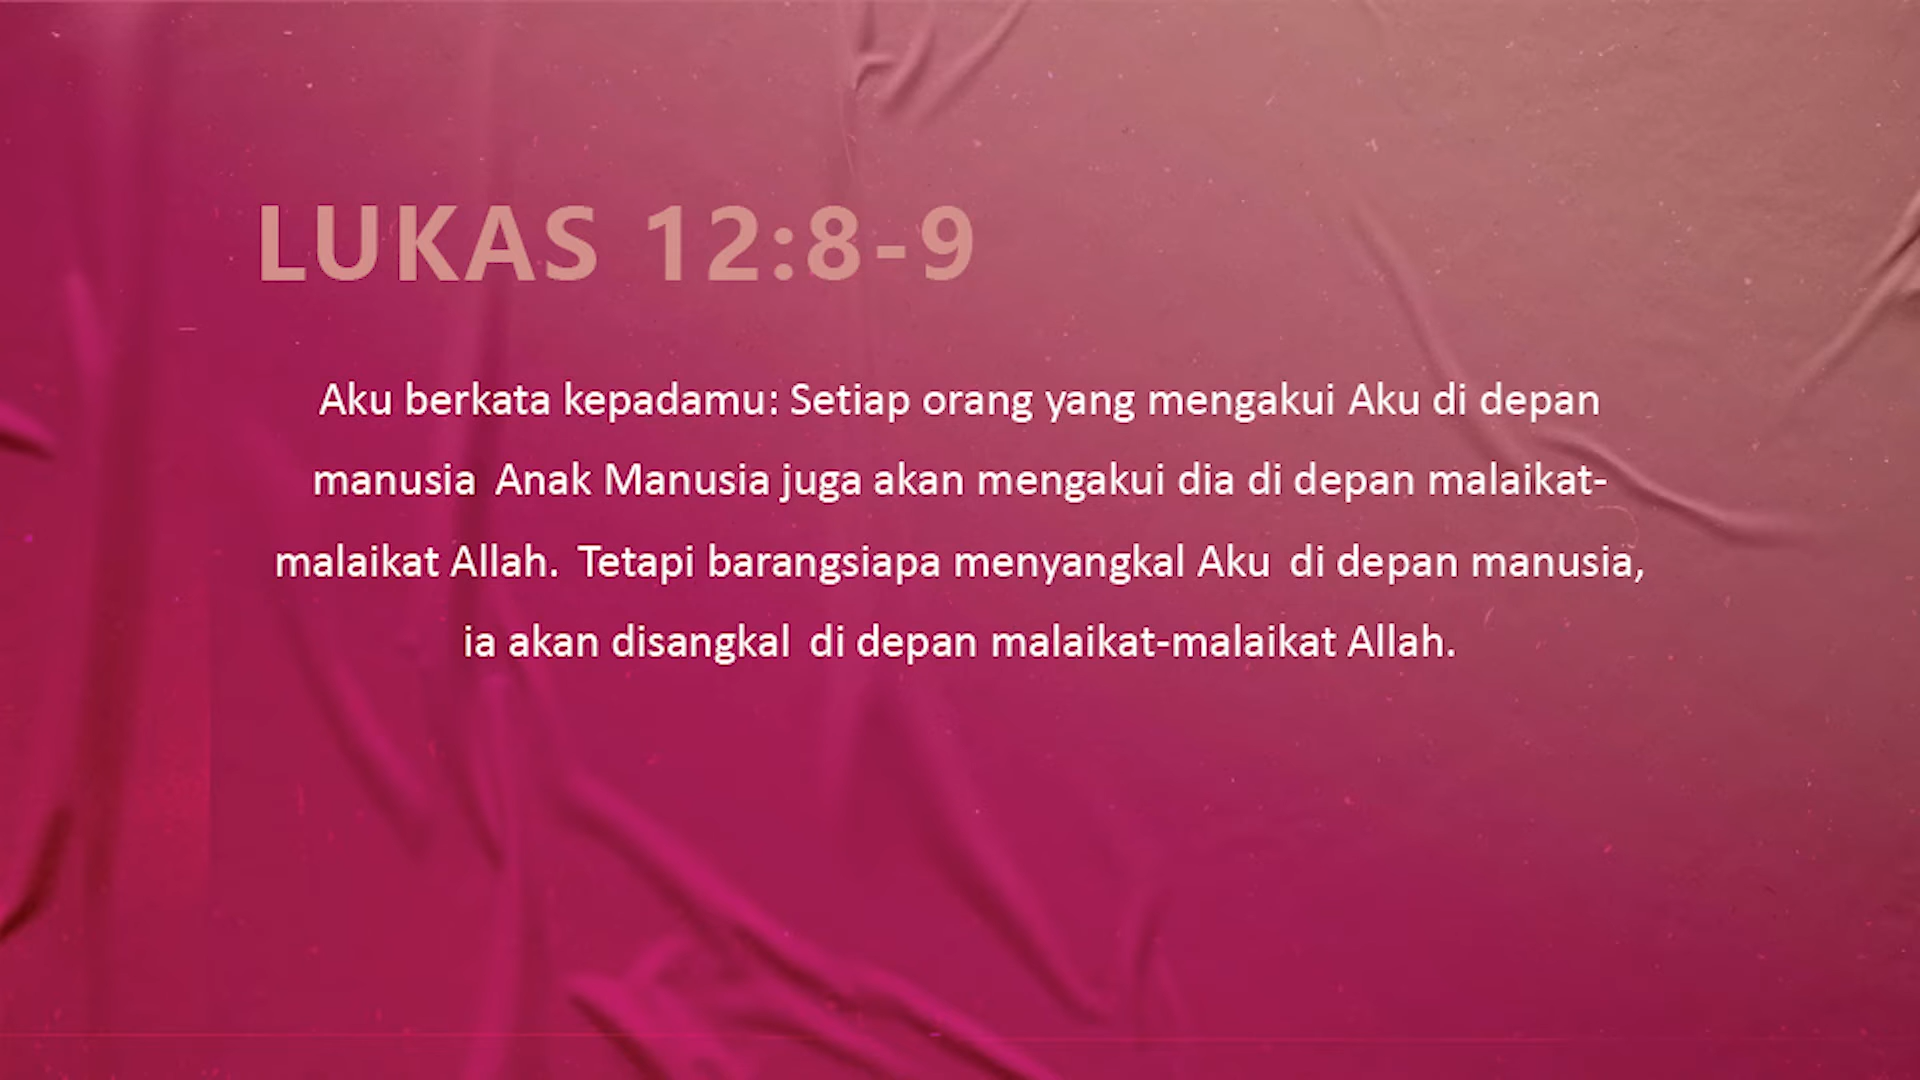 LUKAS 12:8-9
Aku berkata kepadamu: Setiap orang yang mengakui Aku di depan
manusia Anak Manusia juga akan mengakui dia di depan malaikat-
malaikat Allah. Tetapi barangsiapa menyangkal Aku di depan manusia,
ia akan disangkal di depan malaikat-malaikat Allah.